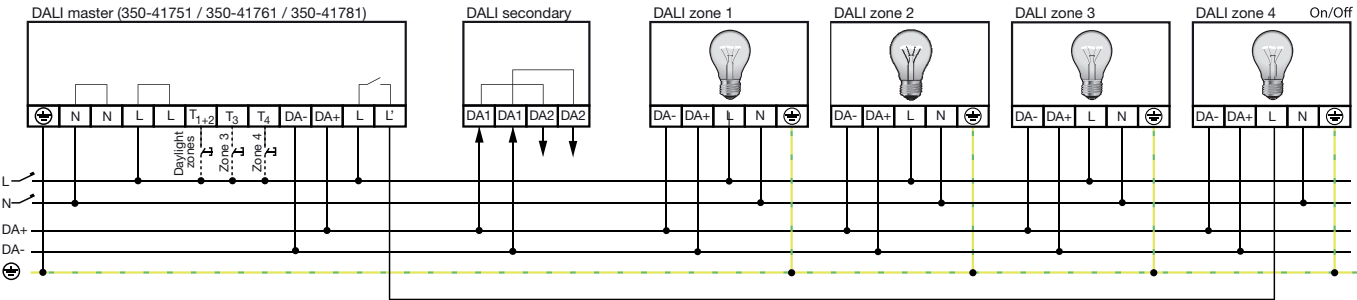 DALI master (350-41751 / 350-41761 / 350-41781) DALI secondary DALI zone 1 DALI zone 2 DALI zone 3 DALI zone 4 On/Off
N N L L T1+2 T3 T4 DA- DA+ L L' DA1 DA1 DA2 DA2 DA- DA+ L N DA- DA+ L N DA- DA+ L N DA- DA+ L N
Daylight
zones
Zone 3
Zone 4
L
N
DA+
DA-